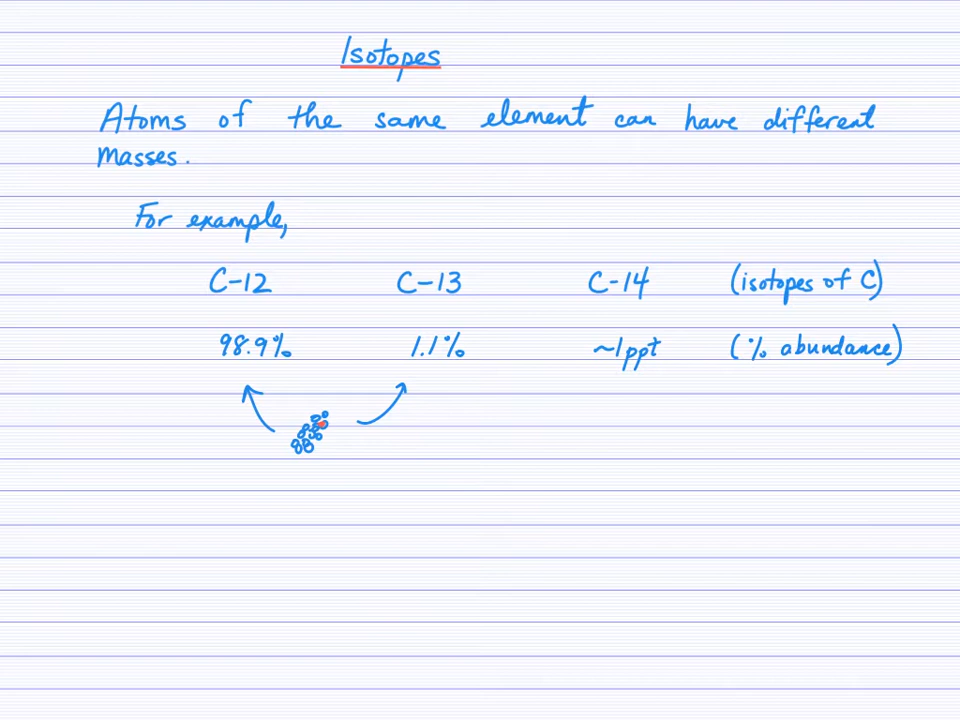 Isotopes
Atoms of the same element can have different
masses.
For example,
C-12 C-13 C-14 (isotopes of C)
98.9% 1.1% ~1ppt (% abundance)